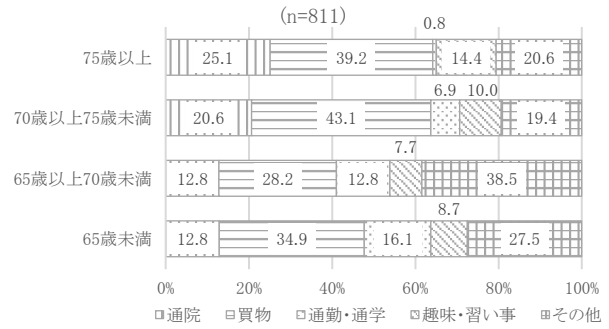 (n=811)
0.8
75歳以上 25.1 39.2 14.4 20.6
6.9 10.0
70歳以上75歳未満 20.6 43.1 19.4
7.7
65歳以上70歳未満 12.8 28.2 12.8 38.5
8.7
65歳未満 12.8 34.9 16.1 27.5
0% 20% 40% 60% 80% 100%
通院 買物 通勤・通学 趣味・習い事 その他